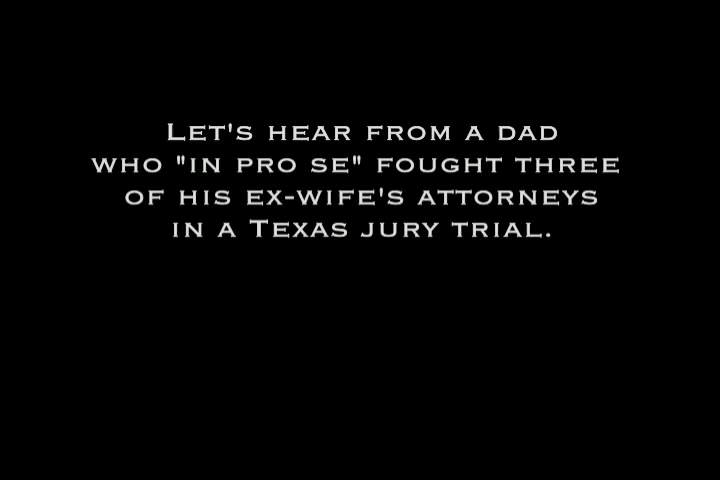 Let's hear from a dad
who "in pro se" fought three
of his ex-wife's attorneys
in a Texas jury trial.